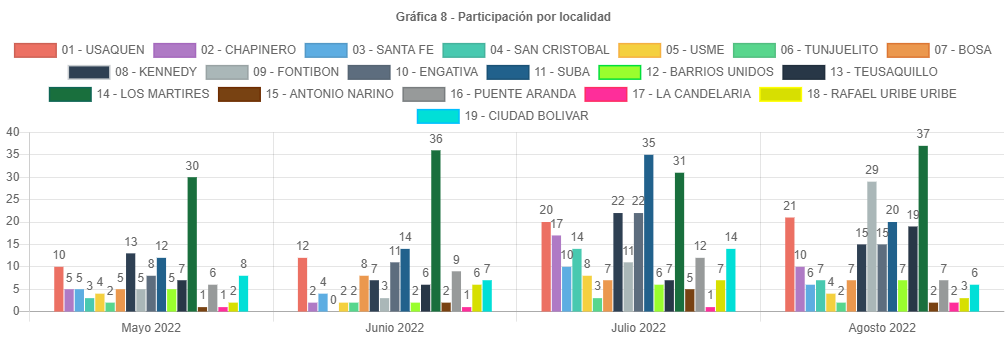 Gráfica 8 - Participación por localidad
01 - USAQUEN 02 - CHAPINERO 03 - SANTA FE 04 - SAN CRISTOBAL 05 - USME 06 - TUNJUELITO 07 - BOSA
08 - KENNEDY 09 - FONTIBON 10 - ENGATIVA 11 - SUBA 12 - BARRIOS UNIDOS 13 - TEUSAQUILLO
14 - LOS MARTIRES 15 - ANTONIO NARINO 16 - PUENTE ARANDA 17 - LA CANDELARIA 18 - RAFAEL URIBE URIBE
19 - CIUDAD BOLIVAR
40
35
30
25
20
15
10
5
0
10 5 5 3 4 2 5 13 5 8 12 5 7 30 1 6 1 2 8
12 2 4 0 2 2 8 7 3 11 14 2 6 36 2 9 1 6 7
20 17 10 14 8 3 7 22 11 22 35 6 7 31 5 12 1 7 14
21 10 6 7 4 2 7 15 29 15 20 7 19 37 2 7 2 3 6
Mayo 2022 Junio 2022 Julio 2022 Agosto 2022